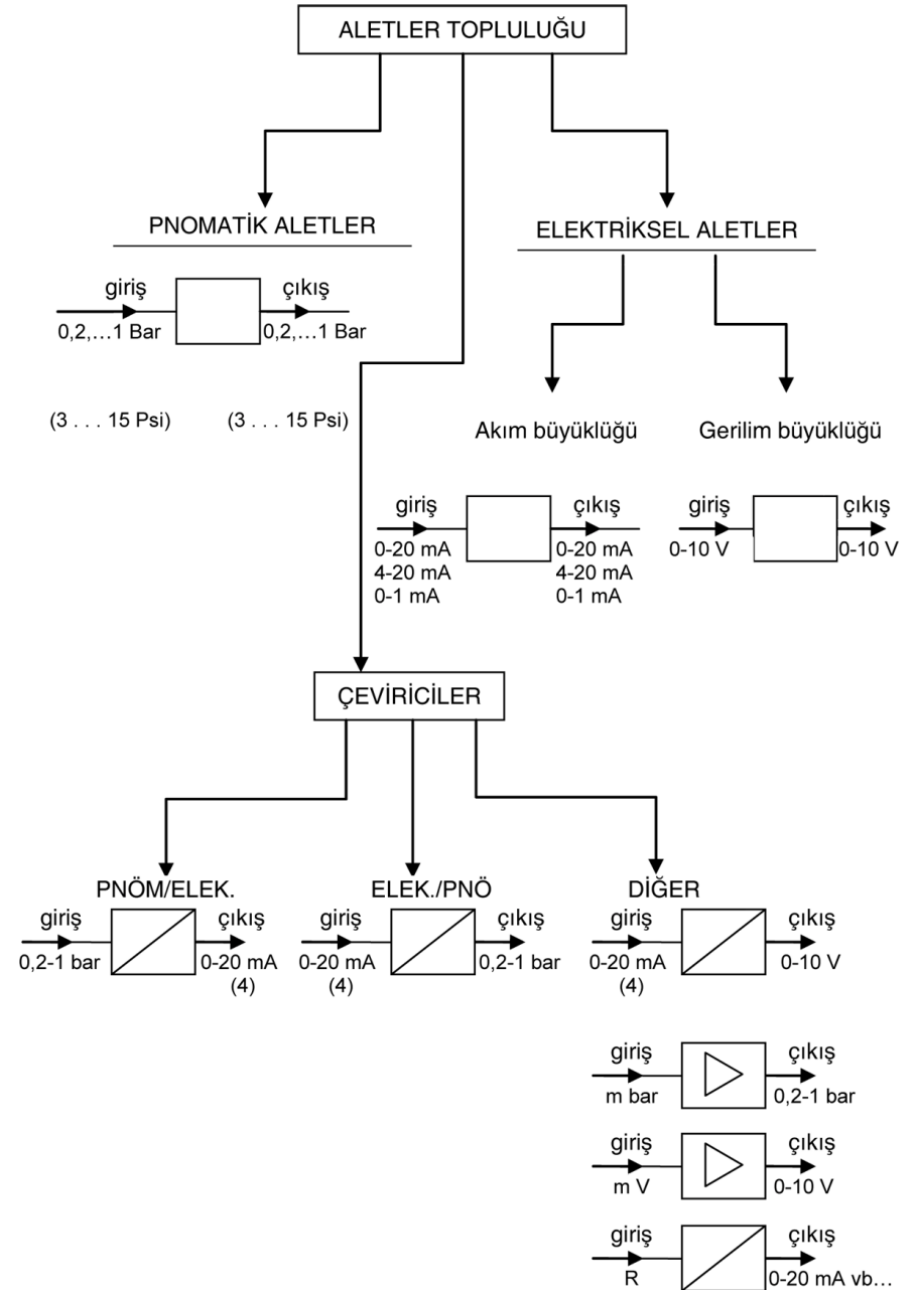 ALETLER TOPLULUĞU
PNOMATİK ALETLER
ELEKTRİKSEL ALETLER
giriş çıkış
0,2,…1 Bar 0,2,…1 Bar
(3 . . . 15 Psi) (3 . . . 15 Psi)
Akım büyüklüğü Gerilim büyüklüğü
giriş çıkış giriş çıkış
0-20 mA 0-20 mA 0-10 V 0-10 V
4-20 mA 4-20 mA
0-1 mA 0-1 mA
ÇEVİRİCİLER
PNÖM/ELEK. ELEK./PNÖ DİĞER
giriş çıkış giriş çıkış giriş çıkış
0,2-1 bar 0-20 mA 0-20 mA 0,2-1 bar 0-20 mA 0-10 V
(4) (4) (4)
giriş çıkış
m bar 0,2-1 bar
giriş çıkış
m V 0-10 V
giriş çıkış
R 0-20 mA vb…